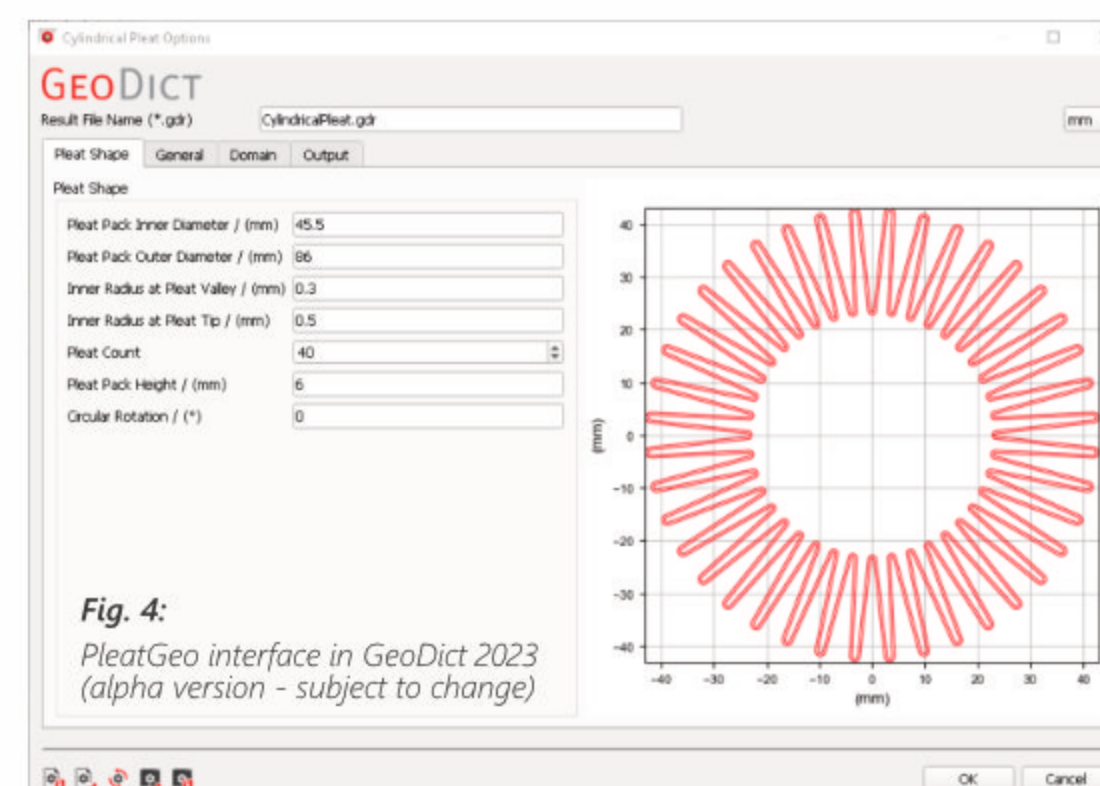 Cylindrical Pleat Options
GEODICT
Result File Name (*.gdr) CylindricalPleat.gdr mm
Pleat Shape General Domain Output
Pleat Shape
Pleat Pack Inner Diameter / (mm) 45.5
Pleat Pack Outer Diameter / (mm) 86
Inner Radius at Pleat Valley / (mm) 0.3
Inner Radius at Pleat Tip / (mm) 0.5
Pleat Count 40
Pleat Pack Height / (mm) 6
Circular Rotation / (°) 0
40
30
20
10
0
-10
-20
-30
-40
(mm)
-40 -30 -20 -10 0 10 20 30 40
(mm)
Fig. 4:
PleatGeo interface in GeoDict 2023
(alpha version - subject to change)
OK Cancel